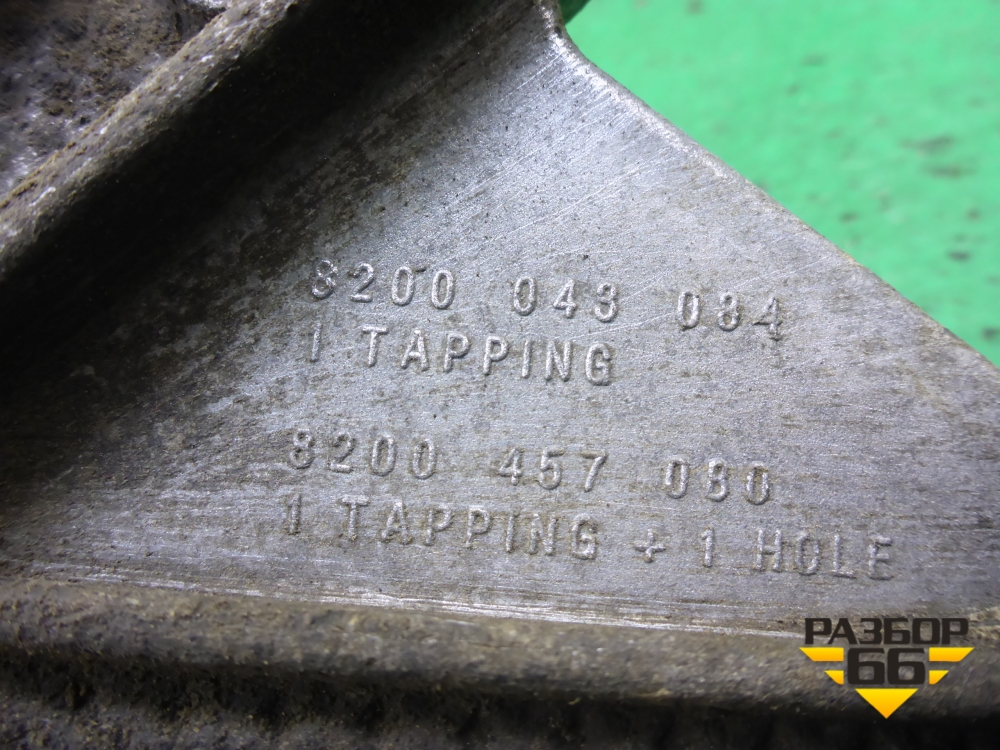 8200 043 084
1 TAPPING
8200 457 080
1 TAPPING + 1 HOLE
РАЗБОР
66